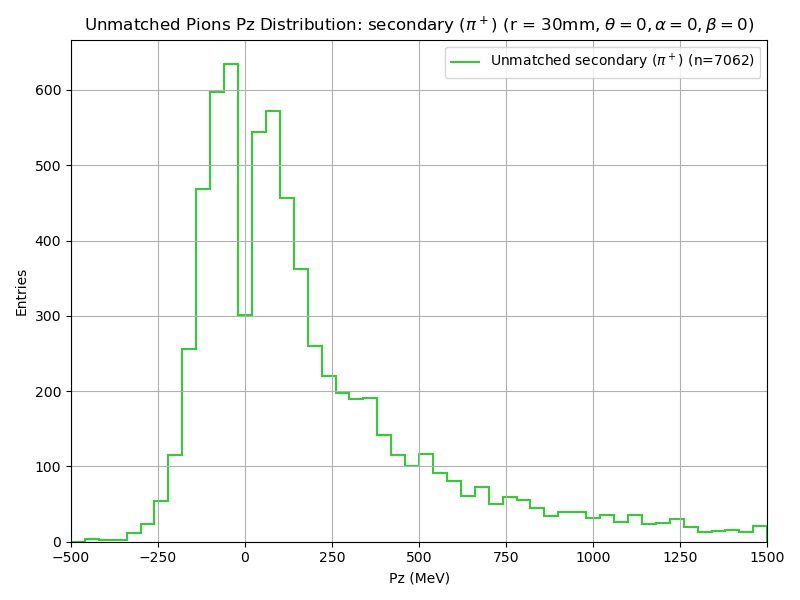 Unmatched Pions Pz Distribution: secondary (π⁺) (r = 30mm, θ = 0, α = 0, β = 0)
Unmatched secondary (π⁺) (n=7062)
600
500
400
300
200
100
0
Entries
−500 −250 0 250 500 750 1000 1250 1500
Pz (MeV)